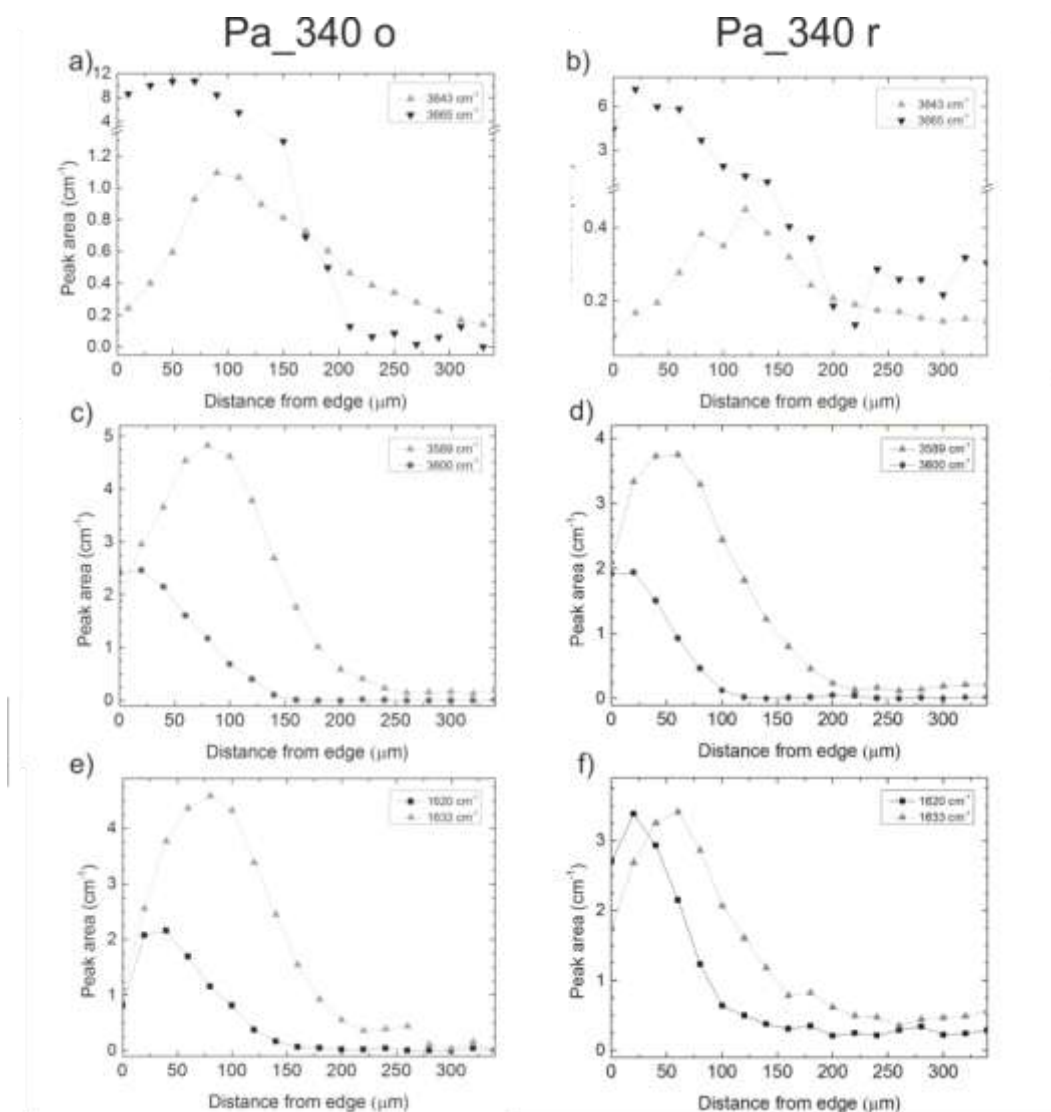 Pa_340 o
Pa_340 r
a)
12
8
4
1.2
1.0
0.8
0.6
0.4
0.2
0.0
Peak area (cm⁻¹)
3643 cm⁻¹
3665 cm⁻¹
0 50 100 150 200 250 300
Distance from edge (μm)
b)
6
3
0.4
0.2
Peak area (cm⁻¹)
3643 cm⁻¹
3665 cm⁻¹
0 50 100 150 200 250 300
Distance from edge (μm)
c)
5
4
3
2
1
0
Peak area (cm⁻¹)
3589 cm⁻¹
3600 cm⁻¹
0 50 100 150 200 250 300
Distance from edge (μm)
d)
4
3
2
1
0
Peak area (cm⁻¹)
3589 cm⁻¹
3600 cm⁻¹
0 50 100 150 200 250 300
Distance from edge (μm)
e)
4
3
2
1
0
Peak area (cm⁻¹)
1620 cm⁻¹
1633 cm⁻¹
0 50 100 150 200 250 300
Distance from edge (μm)
f)
3
2
1
0
Peak area (cm⁻¹)
1620 cm⁻¹
1633 cm⁻¹
0 50 100 150 200 250 300
Distance from edge (μm)